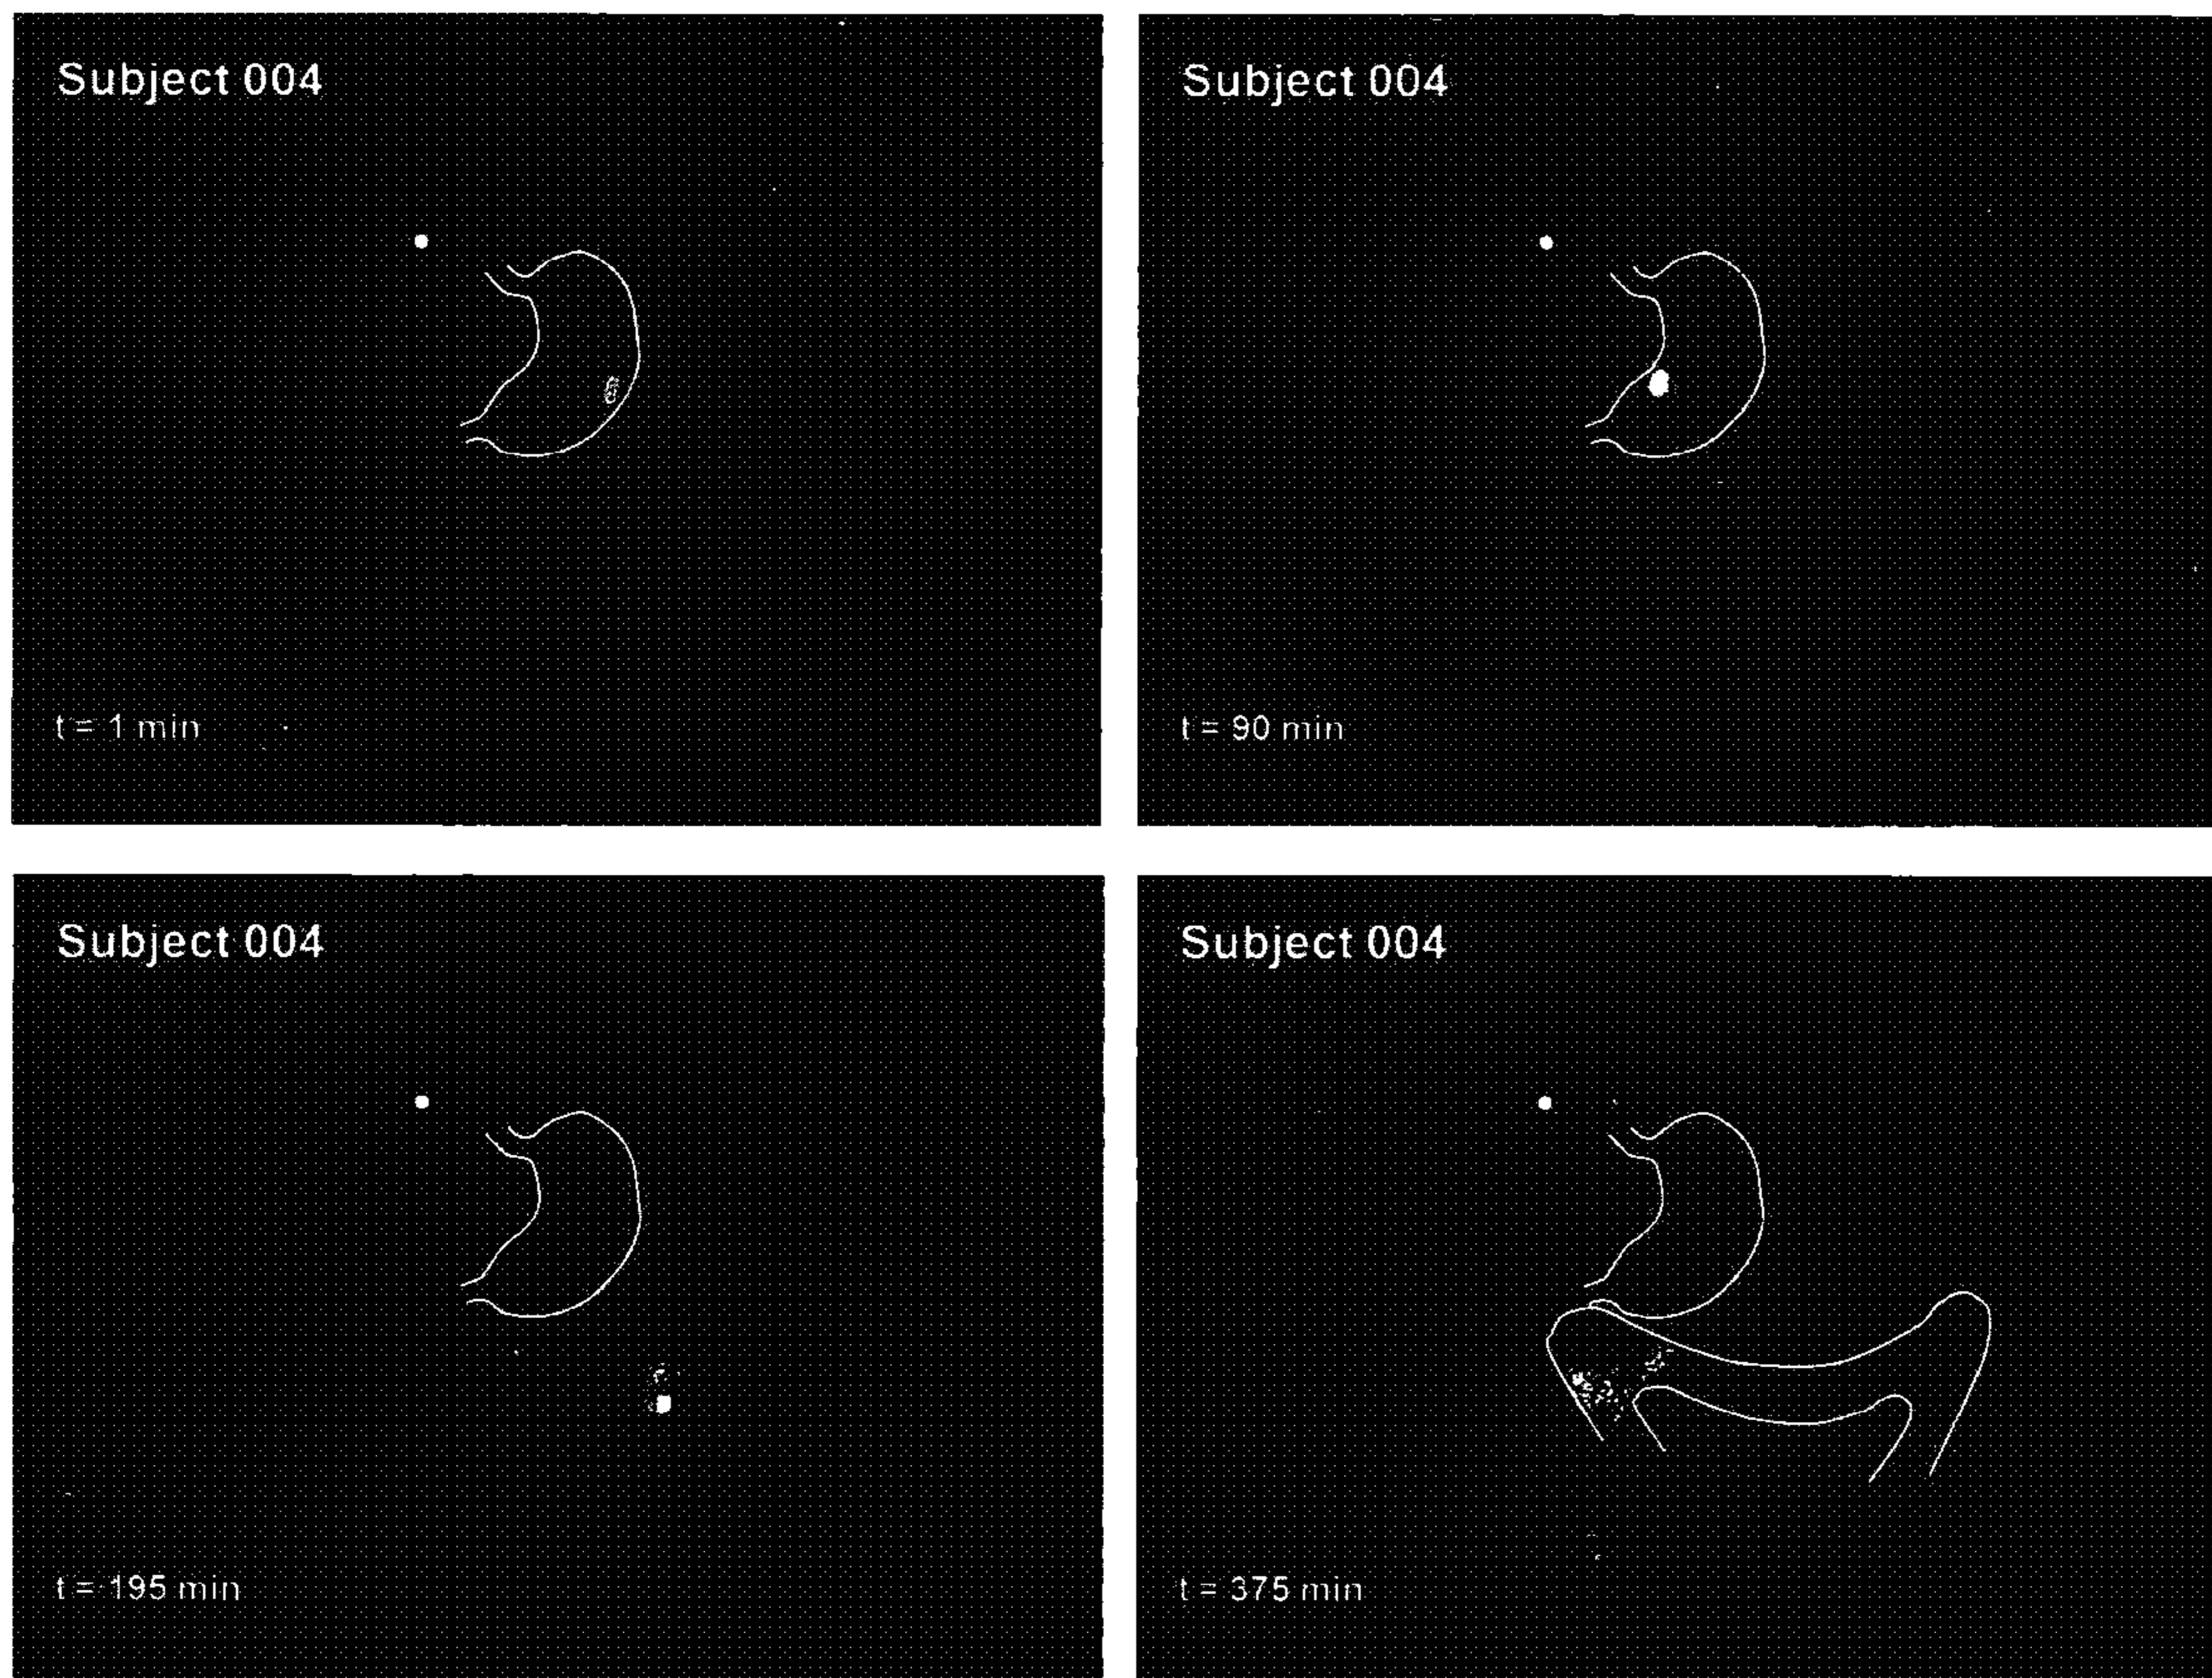 Subject 004
t = 1 min
Subject 004
t = 90 min
Subject 004
t = 195 min
Subject 004
t = 375 min